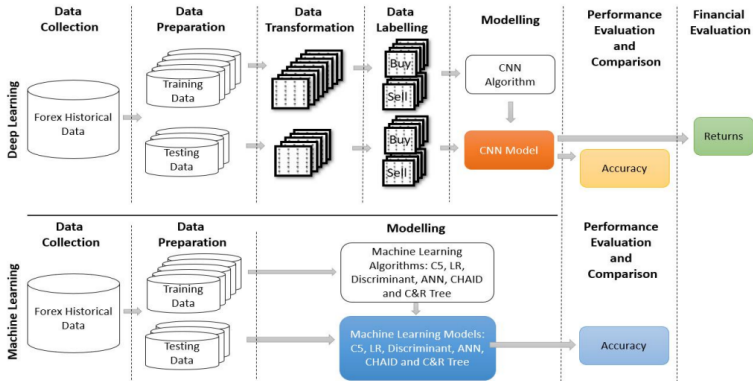 Data
Collection
Data
Preparation
Data
Transformation
Data
Labelling
Modelling
Performance
Evaluation
and
Comparison
Financial
Evaluation
Deep Learning
Forex Historical
Data
Training
Data
Testing
Data
Buy
Sell
Buy
Sell
CNN
Algorithm
CNN Model
Accuracy
Returns
Data
Collection
Data
Preparation
Modelling
Performance
Evaluation
and
Comparison
Machine Learning
Forex Historical
Data
Training
Data
Testing
Data
Machine Learning
Algorithms: C5, LR,
Discriminant, ANN, CHAID
and C&R Tree
Machine Learning Models:
C5, LR, Discriminant, ANN,
CHAID and C&R Tree
Accuracy